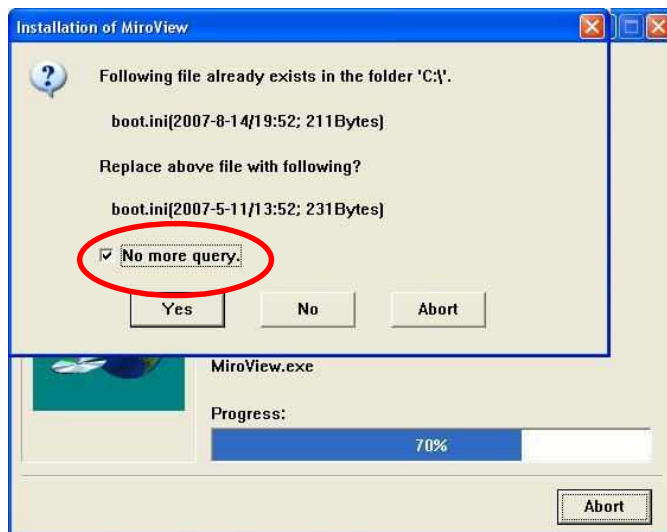 Installation of MiroView
Following file already exists in the folder 'C:\'.
boot.ini(2007-8-14/19:52; 211Bytes)
Replace above file with following?
boot.ini(2007-5-11/13:52; 231Bytes)
No more query.
Yes No Abort
MiroView.exe
Progress:
70%
Abort